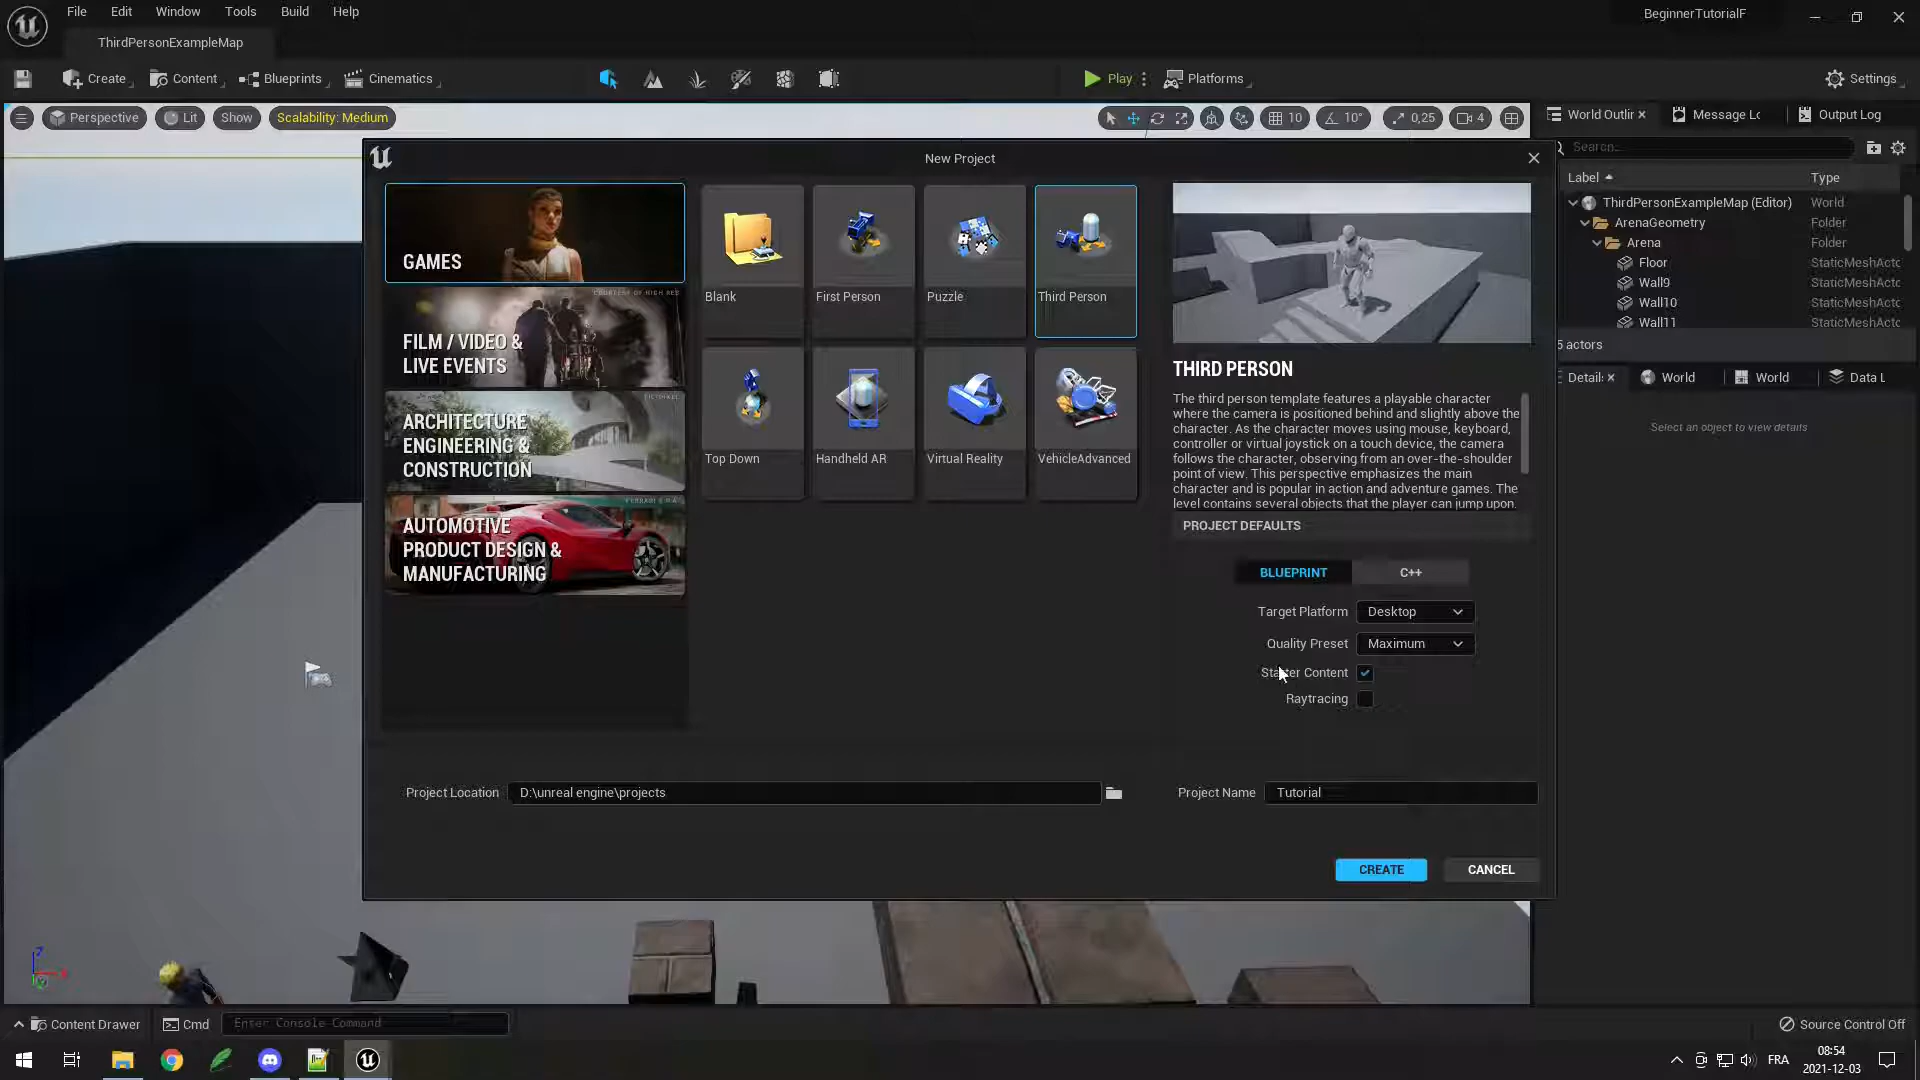 File Edit Window Tools Build Help
BeginnerTutorialF
ThirdPersonExampleMap
Create Content Blueprints Cinematics Play Platforms Settings
Perspective Lit Show Scalability: Medium 10 10° 0,25 4
World Outlir Message Lc Output Log
Search...
Label Type
ThirdPersonExampleMap (Editor) World
ArenaGeometry Folder
Arena Folder
Floor StaticMeshActc
Wall9 StaticMeshActc
Wall10 StaticMeshActc
Wall11 StaticMeshActc
5 actors
Detail: World World Data L
Select an object to view details
New Project
GAMES
COURTESY OF HIGH RES
FILM / VIDEO &
LIVE EVENTS
ARCHITECTURE
ENGINEERING &
CONSTRUCTION
AUTOMOTIVE
PRODUCT DESIGN &
MANUFACTURING
Blank First Person Puzzle Third Person
Top Down Handheld AR Virtual Reality VehicleAdvanced
THIRD PERSON
The third person template features a playable character
where the camera is positioned behind and slightly above the
character. As the character moves using mouse, keyboard,
controller or virtual joystick on a touch device, the camera
follows the character, observing from an over-the-shoulder
point of view. This perspective emphasizes the main
character and is popular in action and adventure games. The
level contains several objects that the player can jump upon.
PROJECT DEFAULTS
BLUEPRINT C++
Target Platform Desktop
Quality Preset Maximum
Starter Content
Raytracing
Project Location D:\unreal engine\projects
Project Name Tutorial
CREATE CANCEL
Content Drawer Cmd Enter Console Command Source Control Off
FRA 08:54
2021-12-03